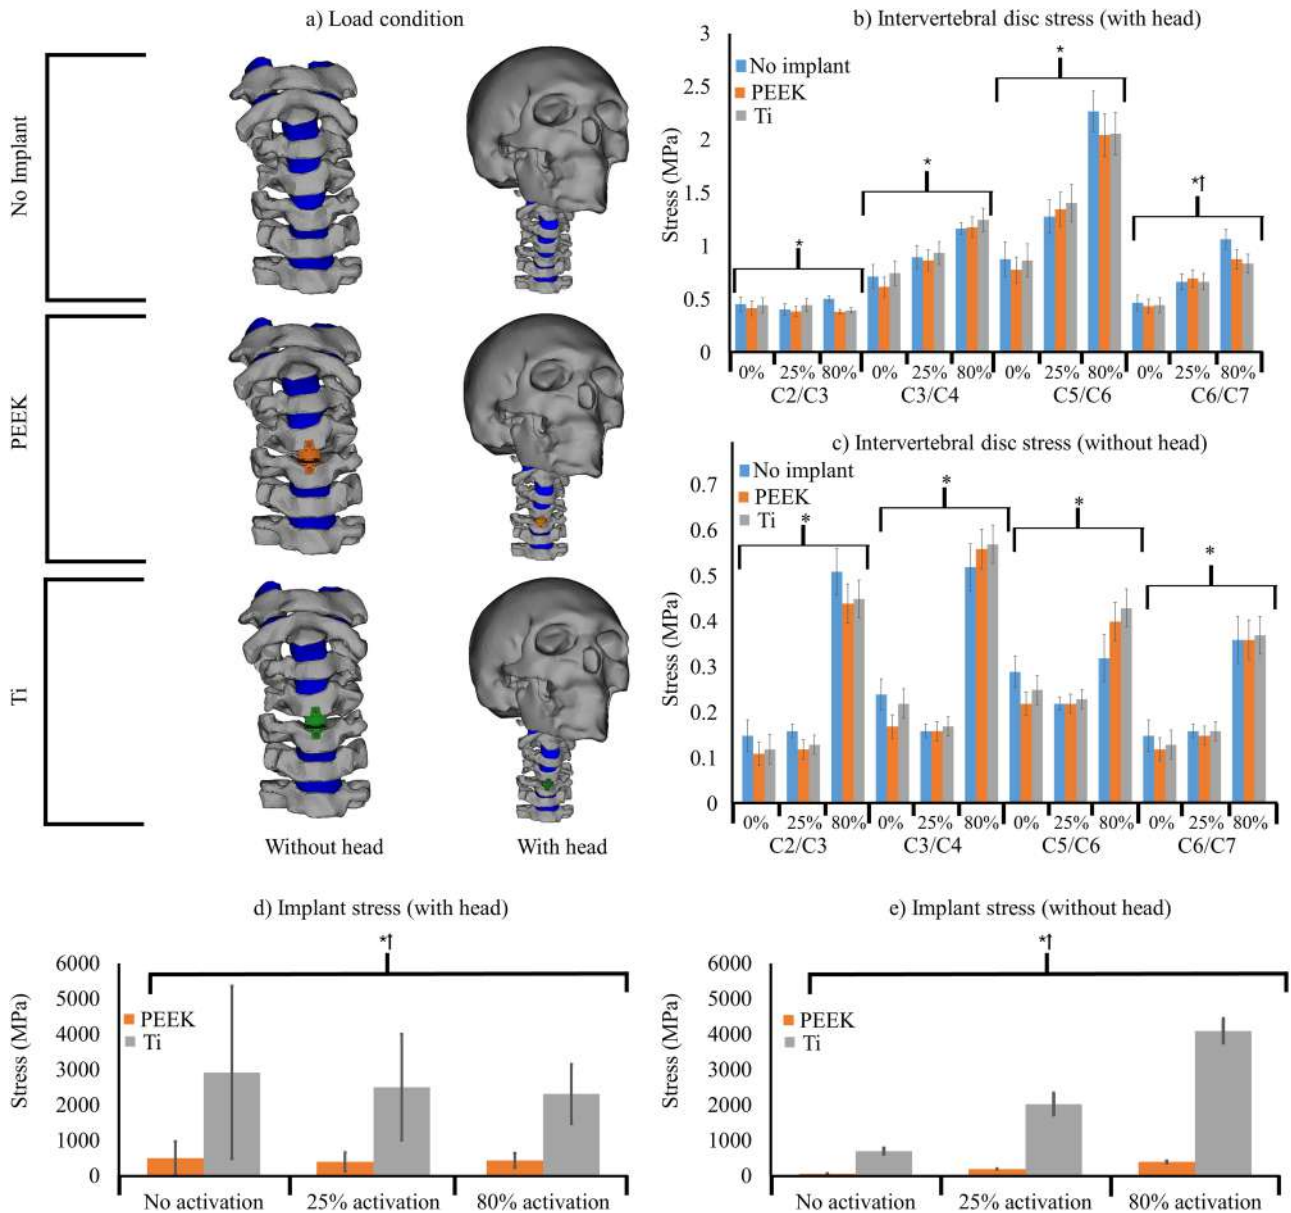 a) Load condition
No Implant
PEEK
Ti
Without head
With head
b) Intervertebral disc stress (with head)
Stress (MPa)
3
2.5
2
1.5
1
0.5
0
No implant
PEEK
Ti
*
*
*
*†
0% 25% 80% 0% 25% 80% 0% 25% 80% 0% 25% 80%
C2/C3 C3/C4 C5/C6 C6/C7
c) Intervertebral disc stress (without head)
Stress (MPa)
0.7
0.6
0.5
0.4
0.3
0.2
0.1
0
No implant
PEEK
Ti
*
*
*
*
0% 25% 80% 0% 25% 80% 0% 25% 80% 0% 25% 80%
C2/C3 C3/C4 C5/C6 C6/C7
d) Implant stress (with head)
*†
Stress (MPa)
6000
5000
4000
3000
2000
1000
0
PEEK
Ti
No activation 25% activation 80% activation
e) Implant stress (without head)
*†
Stress (MPa)
6000
5000
4000
3000
2000
1000
0
PEEK
Ti
No activation 25% activation 80% activation